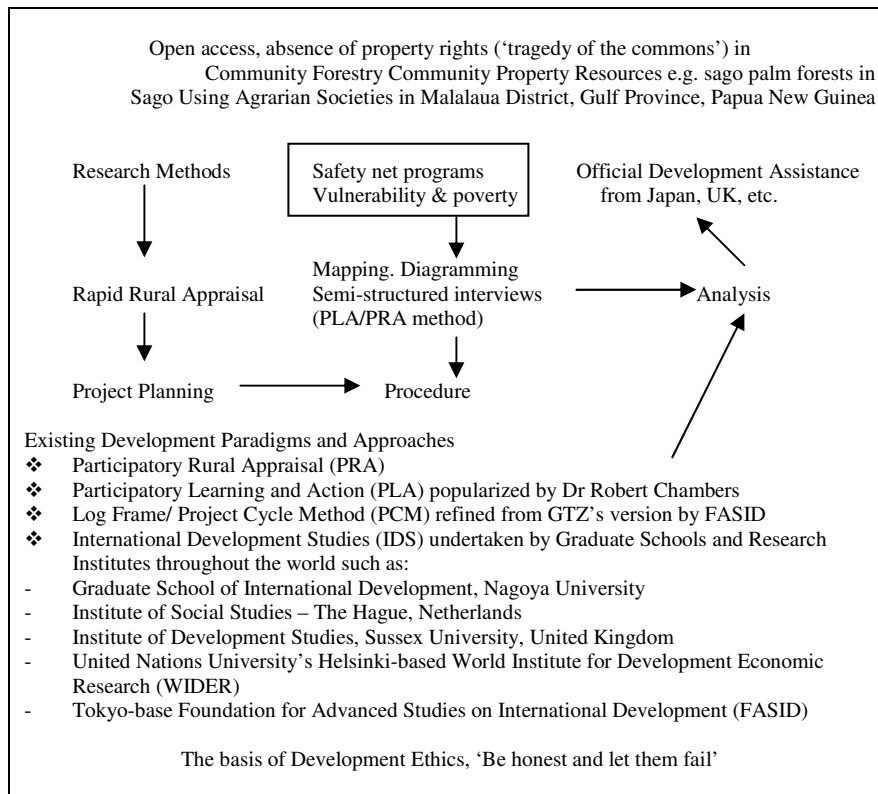 Open access, absence of property rights (‘tragedy of the commons’) in
Community Forestry Community Property Resources e.g. sago palm forests in
Sago Using Agrarian Societies in Malalaua District, Gulf Province, Papua New Guinea
Research Methods
Safety net programs
Vulnerability & poverty
Official Development Assistance
from Japan, UK, etc.
Rapid Rural Appraisal
Mapping. Diagramming
Semi-structured interviews
(PLA/PRA method)
Analysis
Project Planning
Procedure
Existing Development Paradigms and Approaches
❖ Participatory Rural Appraisal (PRA)
❖ Participatory Learning and Action (PLA) popularized by Dr Robert Chambers
❖ Log Frame/ Project Cycle Method (PCM) refined from GTZ’s version by FASID
❖ International Development Studies (IDS) undertaken by Graduate Schools and Research
Institutes throughout the world such as:
- Graduate School of International Development, Nagoya University
- Institute of Social Studies – The Hague, Netherlands
- Institute of Development Studies, Sussex University, United Kingdom
- United Nations University’s Helsinki-based World Institute for Development Economic
Research (WIDER)
- Tokyo-base Foundation for Advanced Studies on International Development (FASID)
The basis of Development Ethics, ‘Be honest and let them fail’